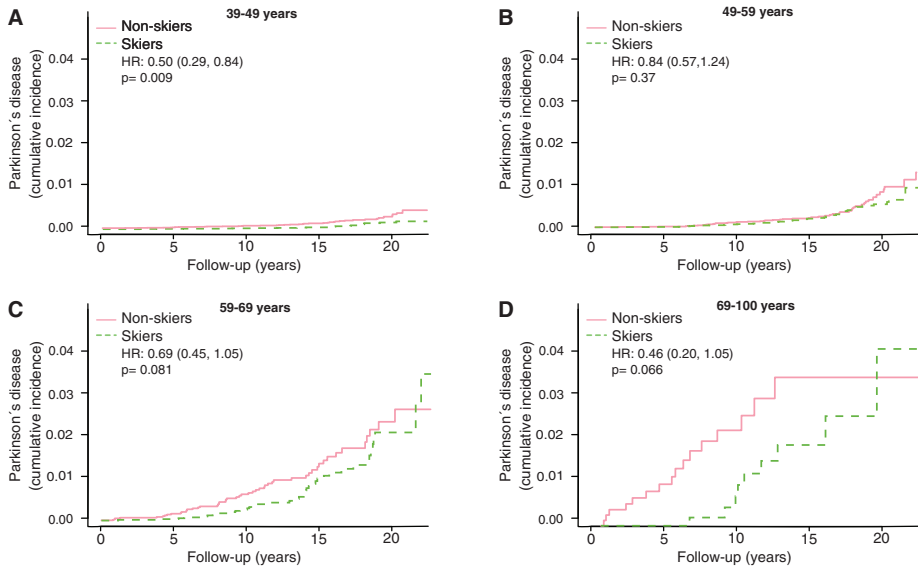 A
39-49 years
Non-skiers
Skiers
HR: 0.50 (0.29, 0.84)
p= 0.009
0.04
0.03
0.02
0.01
0.00
Parkinson´s disease
(cumulative incidence)
0 5 10 15 20
Follow-up (years)
B
49-59 years
Non-skiers
Skiers
HR: 0.84 (0.57,1.24)
p= 0.37
0.04
0.03
0.02
0.01
0.00
Parkinson´s disease
(cumulative incidence)
0 5 10 15 20
Follow-up (years)
C
59-69 years
Non-skiers
Skiers
HR: 0.69 (0.45, 1.05)
p= 0.081
0.04
0.03
0.02
0.01
0.00
Parkinson´s disease
(cumulative incidence)
0 5 10 15 20
Follow-up (years)
D
69-100 years
Non-skiers
Skiers
HR: 0.46 (0.20, 1.05)
p= 0.066
0.04
0.03
0.02
0.01
0.00
Parkinson´s disease
(cumulative incidence)
0 5 10 15 20
Follow-up (years)